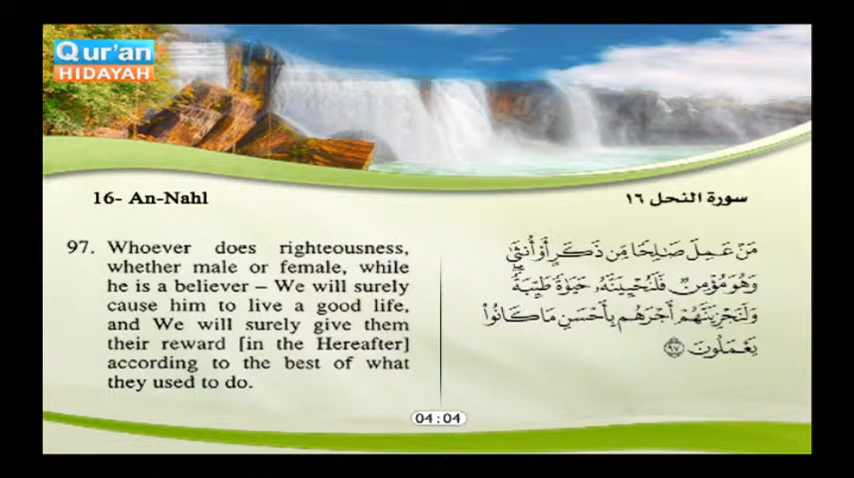 Qur'an
HIDAYAH
16- An-Nahl
سورة النحل ١٦
97. Whoever does righteousness,
whether male or female, while
he is a believer – We will surely
cause him to live a good life,
and We will surely give them
their reward [in the Hereafter]
according to the best of what
they used to do.
مَنْ عَمِلَ صَـٰلِحًا مِّن ذَكَرٍ أَوْ أُنثَىٰ
وَهُوَ مُؤْمِنٌ فَلَنُحْيِيَنَّهُۥ حَيَوٰةً طَيِّبَةً ۖ
وَلَنَجْزِيَنَّهُمْ أَجْرَهُم بِأَحْسَنِ مَا كَانُوا۟
يَعْمَلُونَ ٩٧
04:04